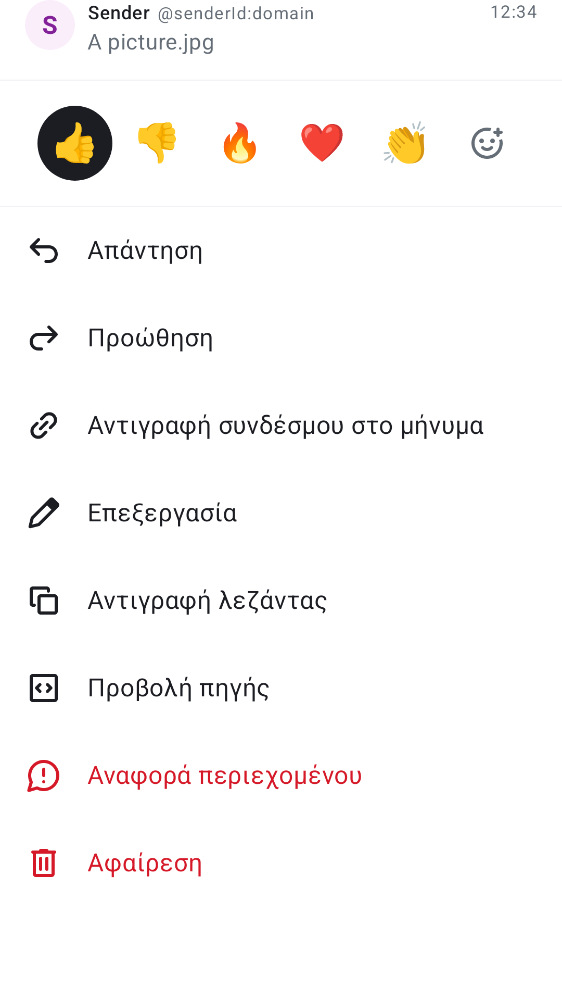 S
Sender @senderId:domain 12:34
A picture.jpg
Απάντηση
Προώθηση
Αντιγραφή συνδέσμου στο μήνυμα
Επεξεργασία
Αντιγραφή λεζάντας
Προβολή πηγής
Αναφορά περιεχομένου
Αφαίρεση